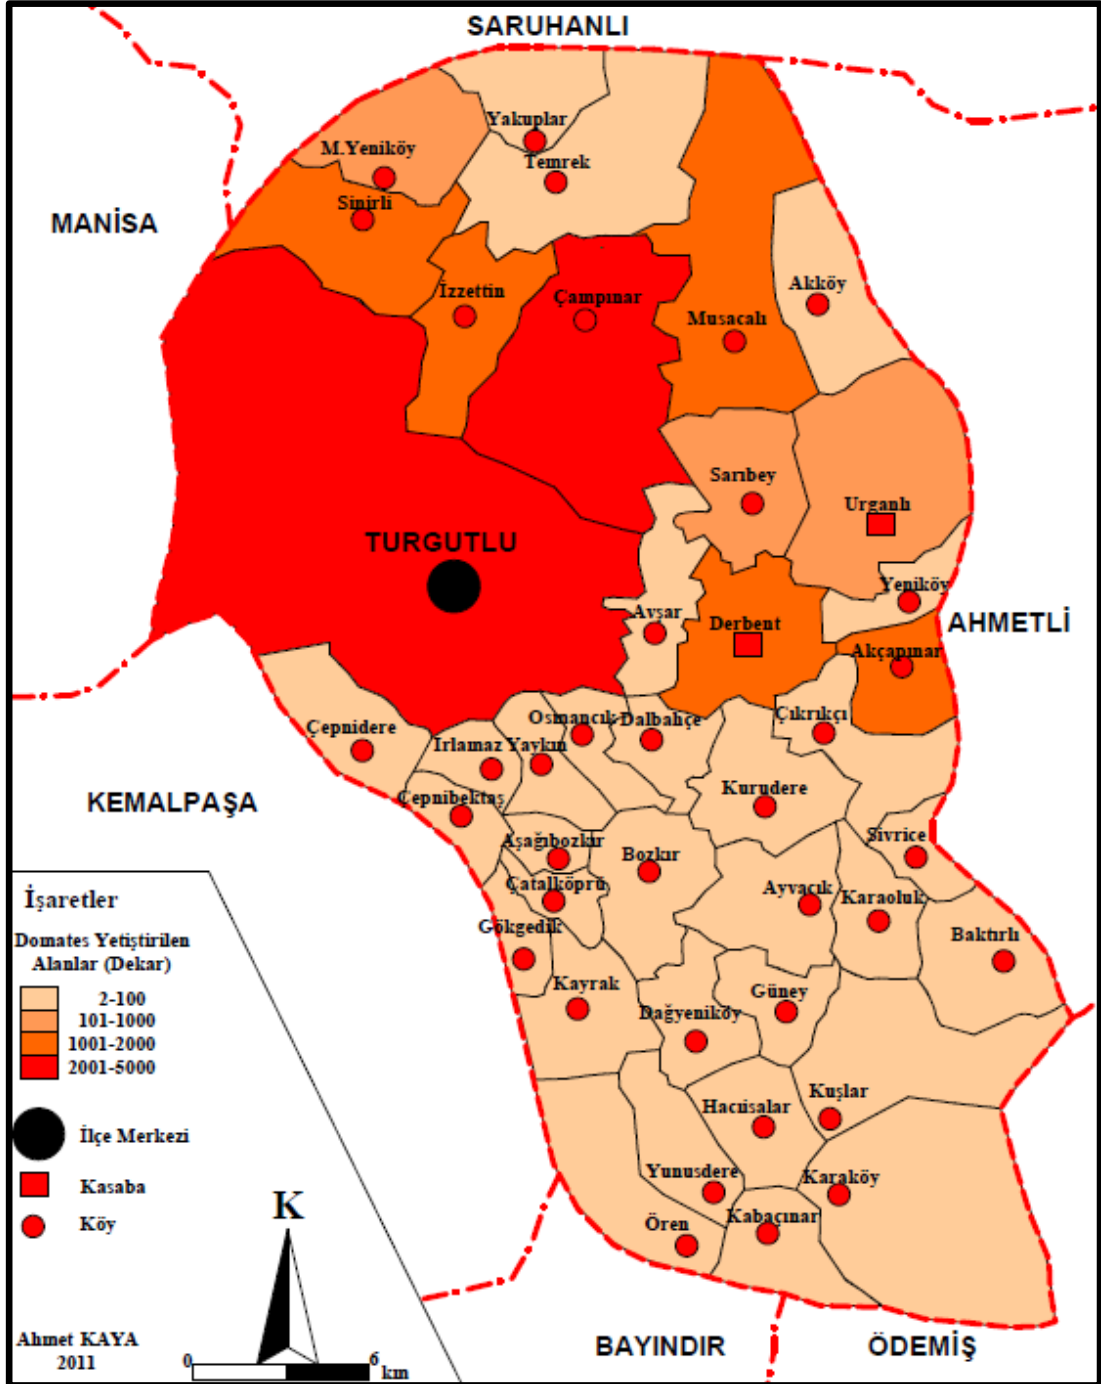 SARUHANLI
Yakuplar
M.Yeniköy
Temrek
Sinirli
MANİSA
Akköy
İzzettin
Çampınar
Musacalı
Sarıbey
Urganlı
TURGUTLU
Yeniköy
Avşar
Derbent
AHMETLİ
Akçapınar
Çepnidere
Osmancık
Dalbahçe
Çıkrıkçı
Irlamaz
Yaykın
Kurudere
KEMALPAŞA
Çepnibektaş
Aşağıbozkır
Bozkır
Sivrice
Çatalköprü
Ayvacık
Karaoluk
Gökgedik
Baktırlı
Kayrak
Güney
Dağyeniköy
Hacıisalar
Kuşlar
Yunusdere
Karaköy
Ören
Kabaçınar
İşaretler
Domates Yetiştirilen
Alanlar (Dekar)
2-100
101-1000
1001-2000
2001-5000
İlçe Merkezi
Kasaba
Köy
K
Ahmet KAYA
2011
0 6
km
BAYINDIR
ÖDEMİŞ